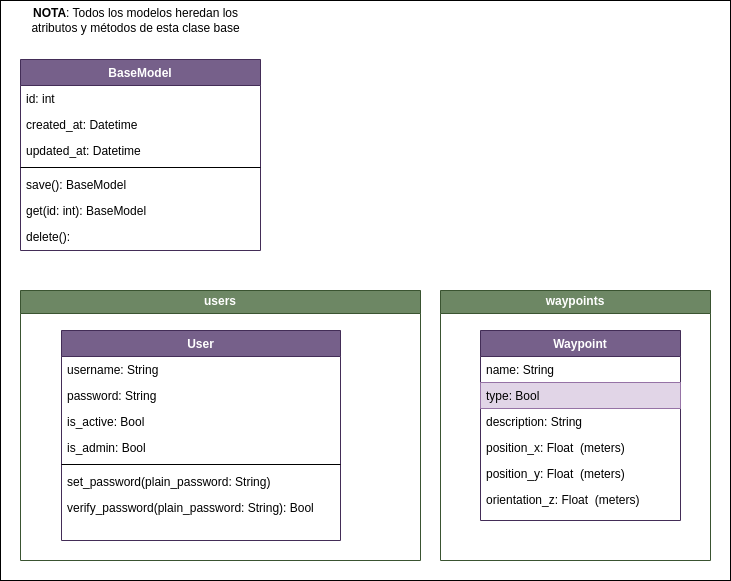 NOTA: Todos los modelos heredan los
atributos y métodos de esta clase base
BaseModel
id: int
created_at: Datetime
updated_at: Datetime
save(): BaseModel
get(id: int): BaseModel
delete():
users
User
username: String
password: String
is_active: Bool
is_admin: Bool
set_password(plain_password: String)
verify_password(plain_password: String): Bool
waypoints
Waypoint
name: String
type: Bool
description: String
position_x: Float (meters)
position_y: Float (meters)
orientation_z: Float (meters)